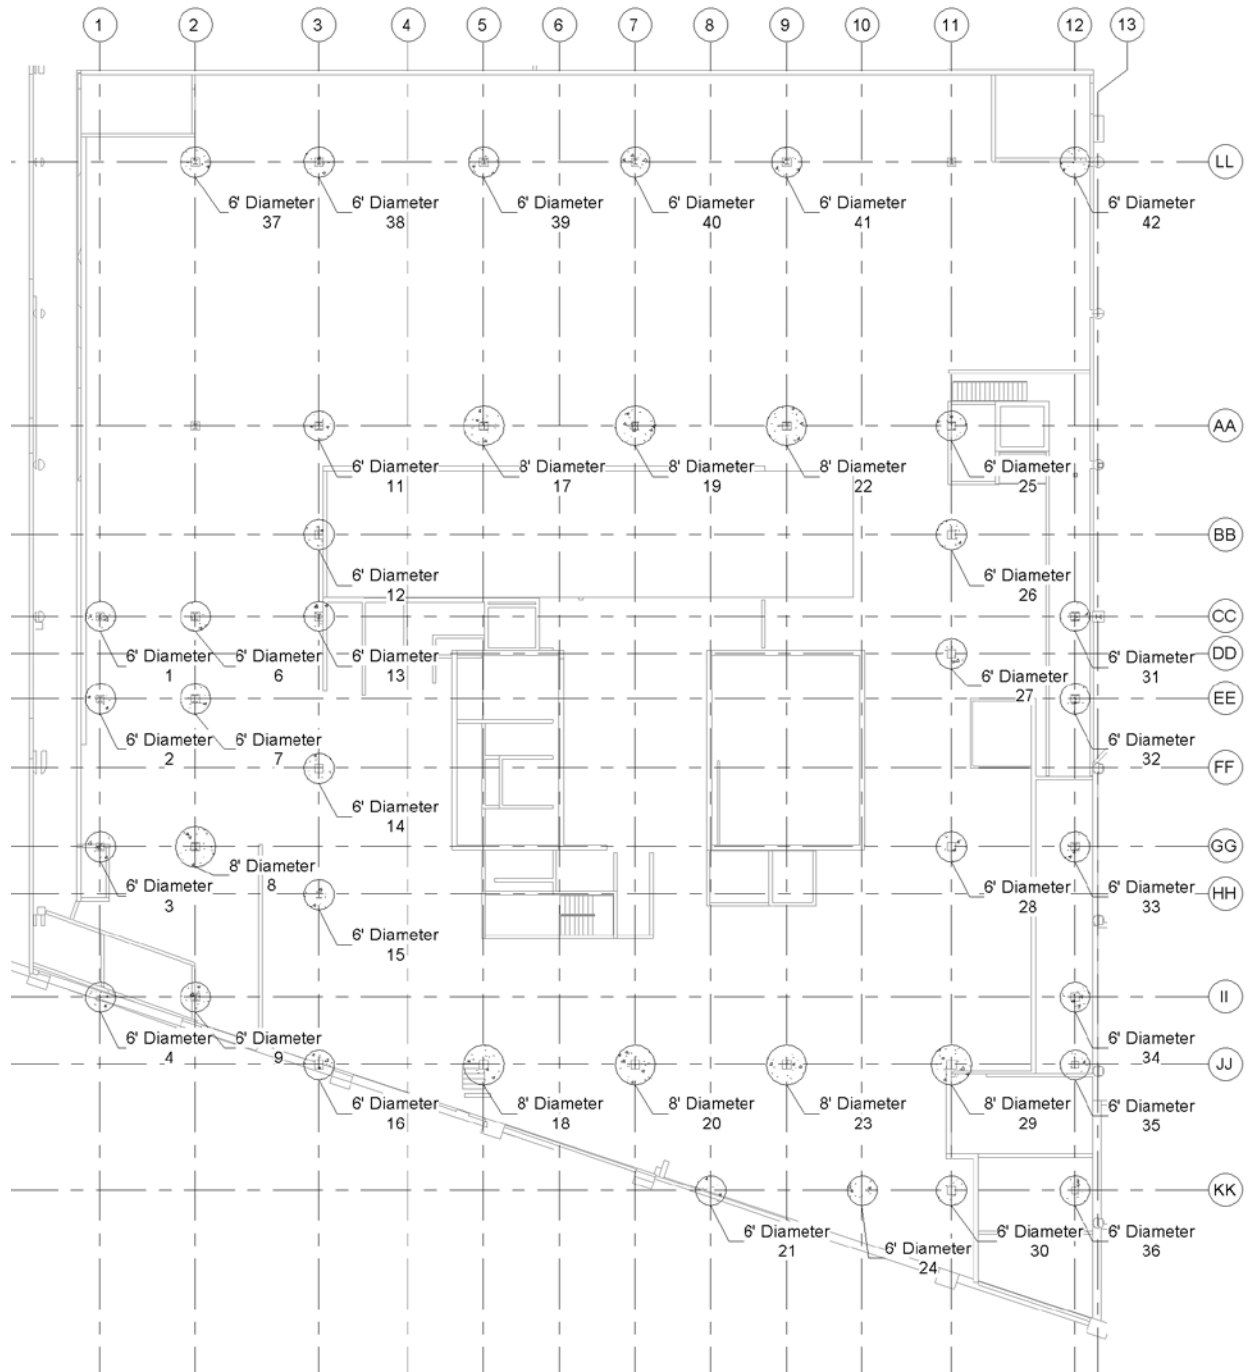 1 2 3 4 5 6 7 8 9 10 11 12 13
LL
6' Diameter 6' Diameter 6' Diameter 6' Diameter 6' Diameter 6' Diameter
37 38 39 40 41 42
AA
6' Diameter 8' Diameter 8' Diameter 8' Diameter 6' Diameter
11 17 19 22 25
BB
6' Diameter 6' Diameter
12 26
CC
DD
6' Diameter 6' Diameter 6' Diameter 6' Diameter
1 6 13 31
6' Diameter
27
EE
6' Diameter 6' Diameter 6' Diameter
2 7 32
FF
6' Diameter
14
GG
8' Diameter
8
6' Diameter 6' Diameter 6' Diameter
3 28 33
HH
6' Diameter
15
II
6' Diameter 6' Diameter 6' Diameter
4 9 34
JJ
6' Diameter 8' Diameter 8' Diameter 8' Diameter 8' Diameter 6' Diameter
16 18 20 23 29 35
KK
6' Diameter 6' Diameter 6' Diameter
21 30 36
6' Diameter
24